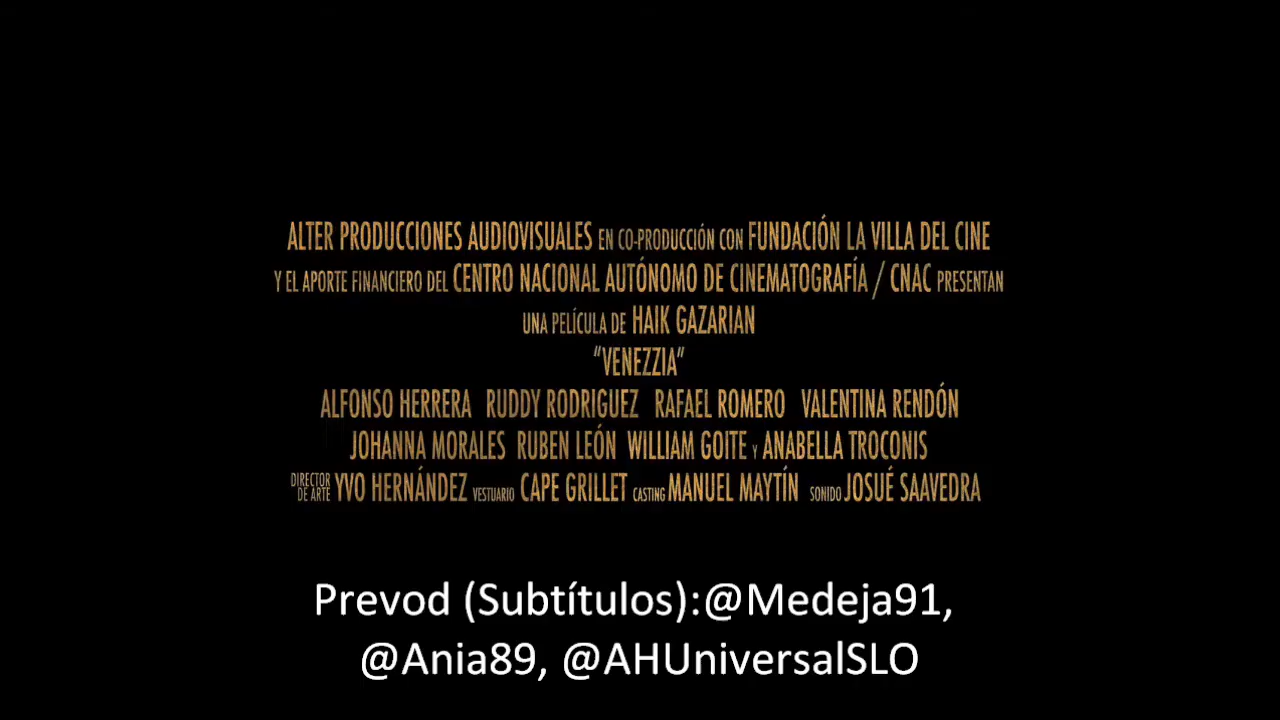 ALTER PRODUCCIONES AUDIOVISUALES EN CO-PRODUCCIÓN CON FUNDACIÓN LA VILLA DEL CINE
Y EL APORTE FINANCIERO DEL CENTRO NACIONAL AUTÓNOMO DE CINEMATOGRAFÍA / CNAC PRESENTAN
UNA PELÍCULA DE HAIK GAZARIAN
"VENEZZIA"
ALFONSO HERRERA RUDDY RODRIGUEZ RAFAEL ROMERO VALENTINA RENDÓN
JOHANNA MORALES RUBEN LEÓN WILLIAM GOITE Y ANABELLA TROCONIS
DIRECTOR DE ARTE YVO HERNÁNDEZ VESTUARIO CAPE GRILLET CASTING MANUEL MAYTÍN SONIDO JOSUÉ SAAVEDRA
Prevod (Subtítulos):@Medeja91,
@Ania89, @AHUniversalSLO